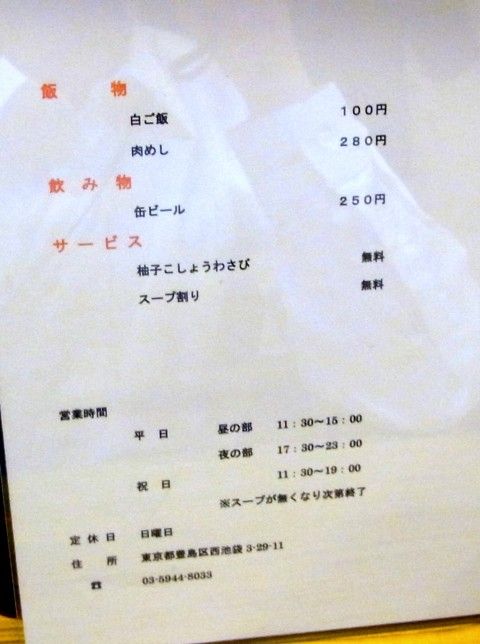 飯物
白ご飯 100円
肉めし 280円
飲み物
缶ビール 250円
サービス
柚子こしょうわさび 無料
スープ割り 無料
営業時間
平日 昼の部 11:30~15:00
夜の部 17:30~23:00
祝日 11:30~19:00
※スープが無くなり次第終了
定休日 日曜日
住所 東京都豊島区西池袋3-29-11
☎ 03-5944-8033